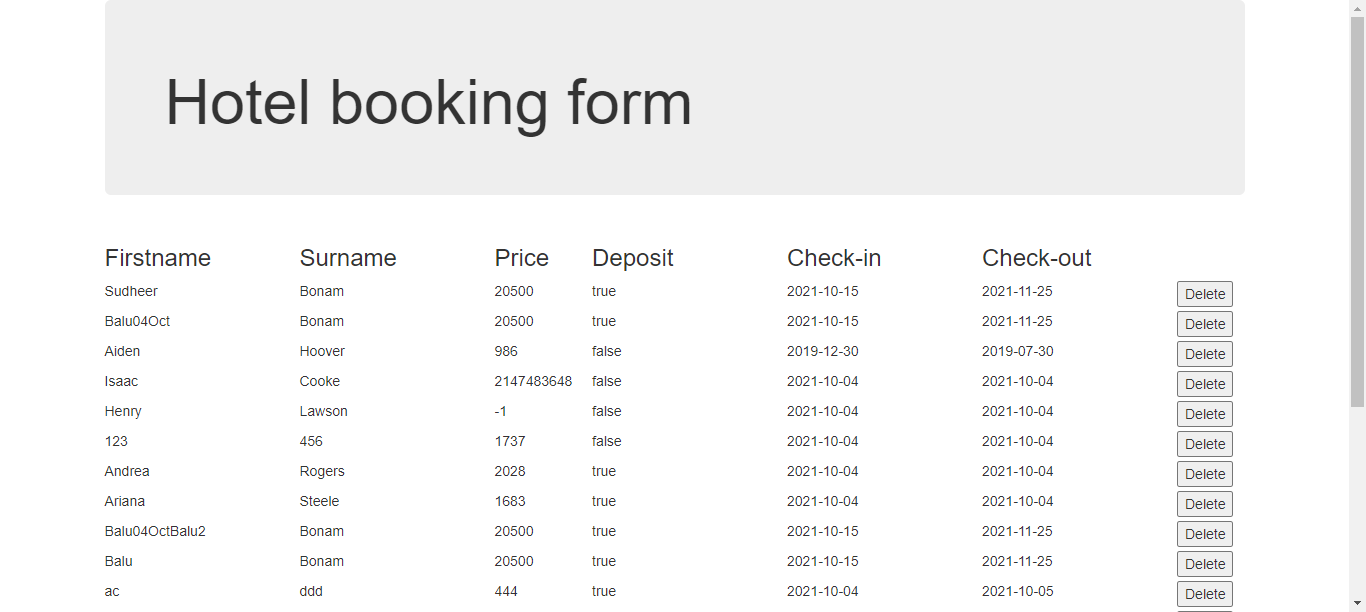 Hotel booking form
Firstname Surname Price Deposit Check-in Check-out
Sudheer Bonam 20500 true 2021-10-15 2021-11-25 Delete
Balu04Oct Bonam 20500 true 2021-10-15 2021-11-25 Delete
Aiden Hoover 986 false 2019-12-30 2019-07-30 Delete
Isaac Cooke 2147483648 false 2021-10-04 2021-10-04 Delete
Henry Lawson -1 false 2021-10-04 2021-10-04 Delete
123 456 1737 false 2021-10-04 2021-10-04 Delete
Andrea Rogers 2028 true 2021-10-04 2021-10-04 Delete
Ariana Steele 1683 true 2021-10-04 2021-10-04 Delete
Balu04OctBalu2 Bonam 20500 true 2021-10-15 2021-11-25 Delete
Balu Bonam 20500 true 2021-10-15 2021-11-25 Delete
ac ddd 444 true 2021-10-04 2021-10-05 Delete